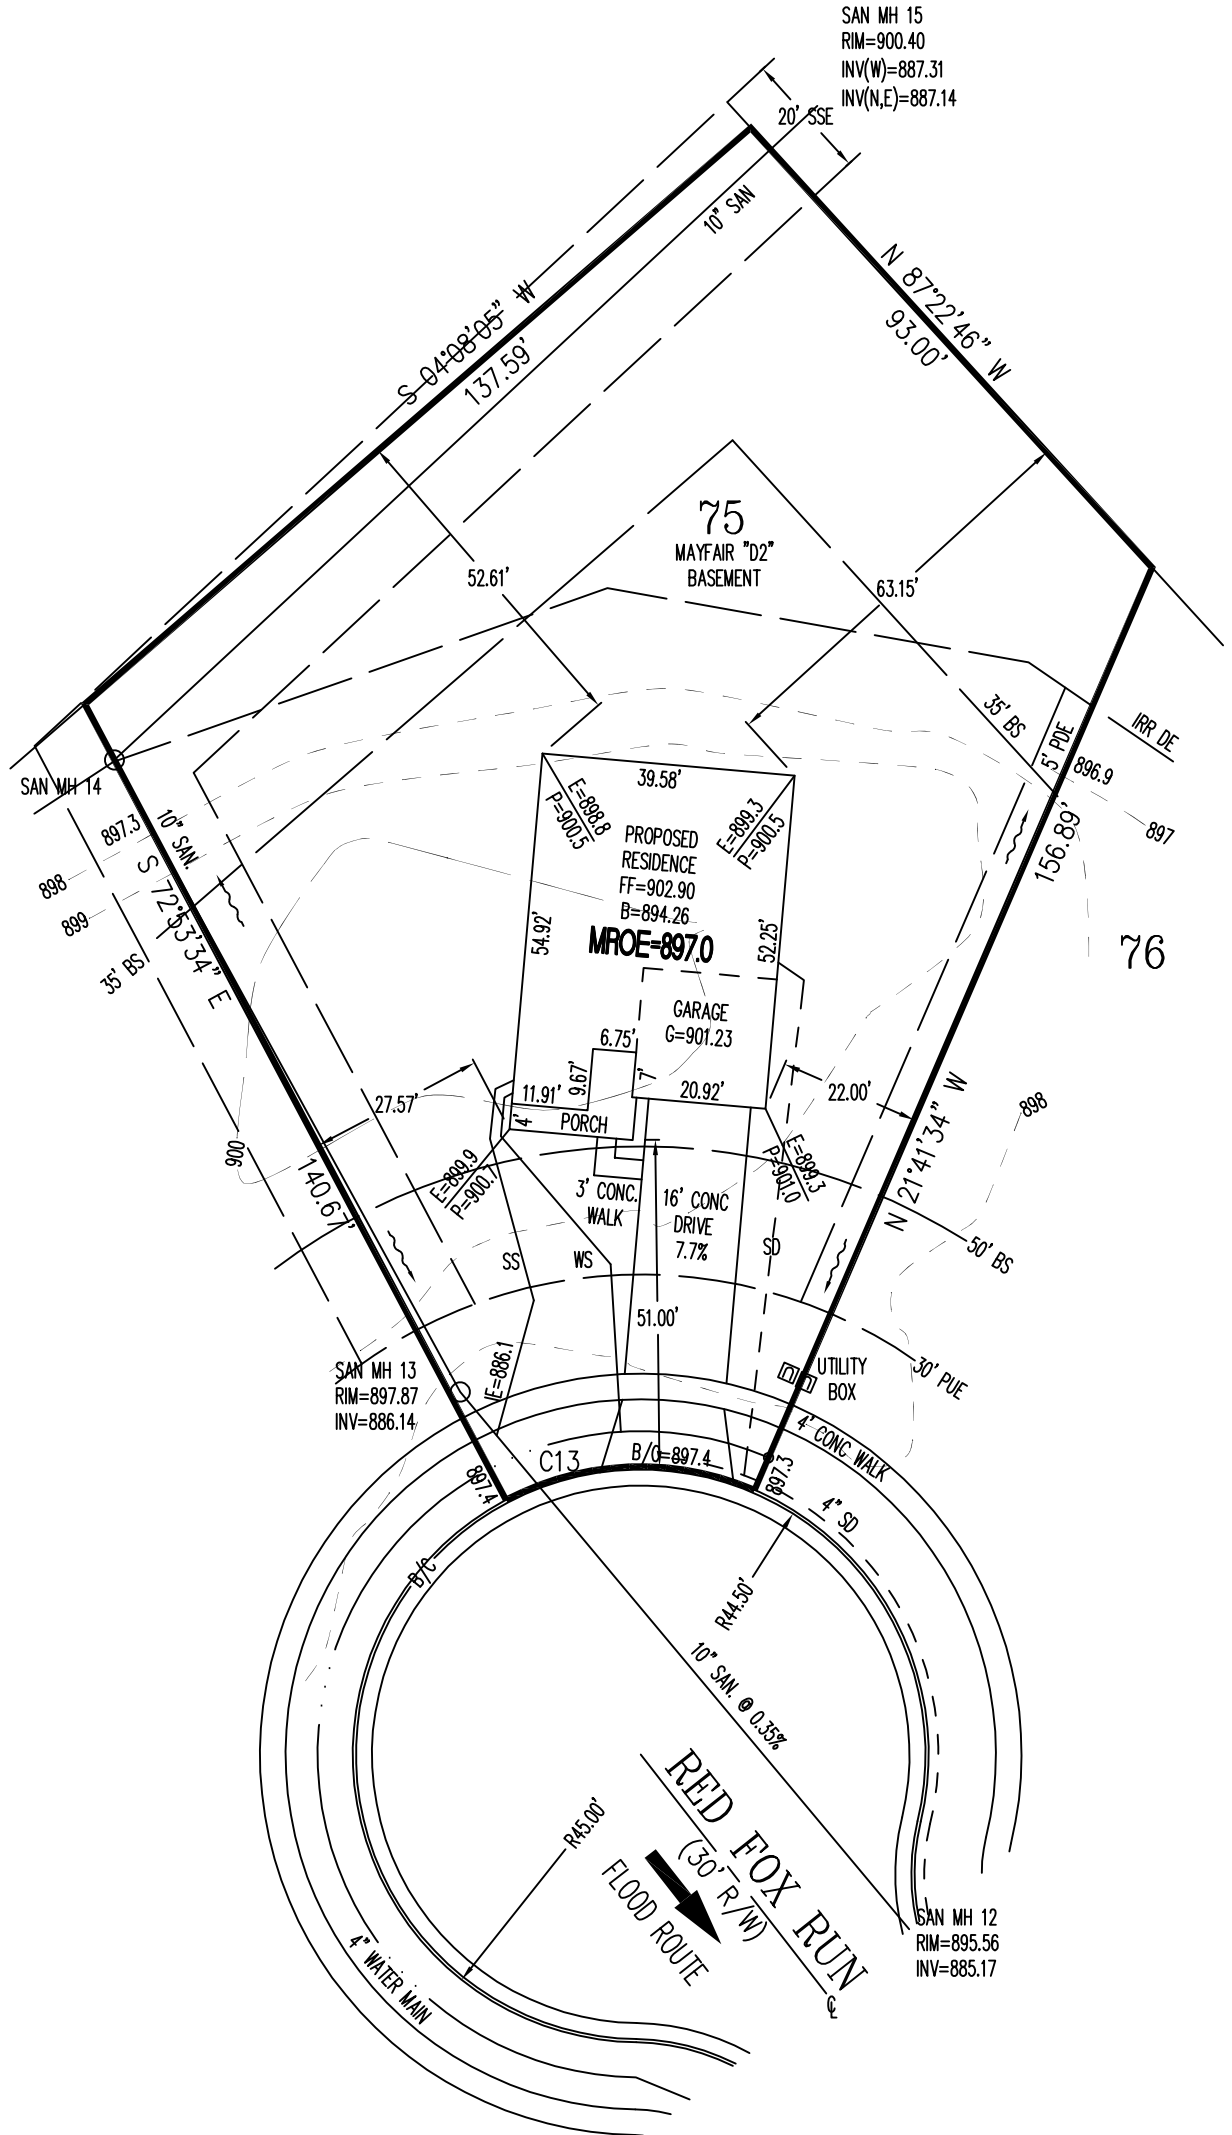 SAN MH 15
RIM=900.40
INV(W)=887.31
INV(N,E)=887.14
20' SSE
10" SAN
N 87°22'46" W
93.00'
S 04°08'05" W
137.59'
75
MAYFAIR "D2"
BASEMENT
52.61'
63.15'
35' BS
5' PDE
IRR DE
896.9
897
SAN MH 14
897.3
10" SAN.
898
899
35' BS
S 72°53'34" E
140.67'
900
39.58'
E=898.8
P=900.5
E=899.3
P=900.5
PROPOSED
RESIDENCE
FF=902.90
B=894.26
MROE=897.0
54.92'
52.25'
156.89'
76
GARAGE
G=901.23
6.75'
9.67'
7'
11.91'
20.92'
4'
PORCH
27.57'
22.00'
N 21°41'34" W
898
E=899.9
P=900.7
E=899.3
P=901.0
3' CONC.
WALK
16' CONC
DRIVE
7.7%
SS
WS
SD
50' BS
51.00'
IE=886.1
SAN MH 13
RIM=897.87
INV=886.14
UTILITY
BOX
30' PUE
4' CONC WALK
C13
B/C=897.4
897.4
897.3
4" SD
B/C
R44.50'
10" SAN. @ 0.35%
RED FOX RUN
(30' R/W)
FLOOD ROUTE
R45.00'
4" WATER MAIN
SAN MH 12
RIM=895.56
INV=885.17
℄